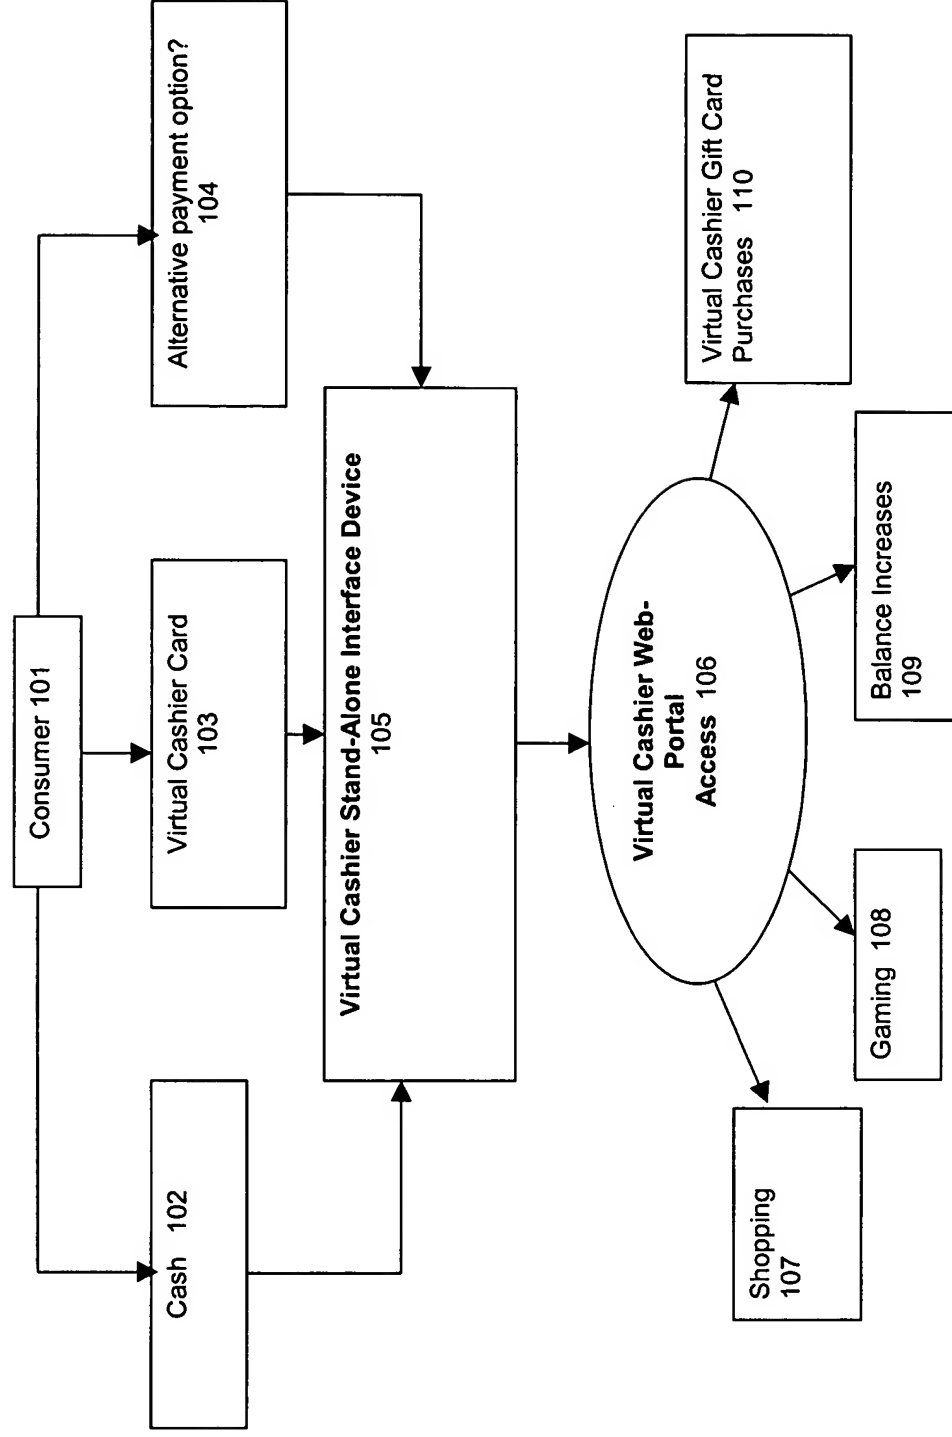 Consumer 101
Cash 102
Virtual Cashier Card
103
Alternative payment option?
104
Virtual Cashier Stand-Alone Interface Device
105
Virtual Cashier Web-
Portal
Access 106
Shopping
107
Gaming 108
Balance Increases
109
Virtual Cashier Gift Card
Purchases 110